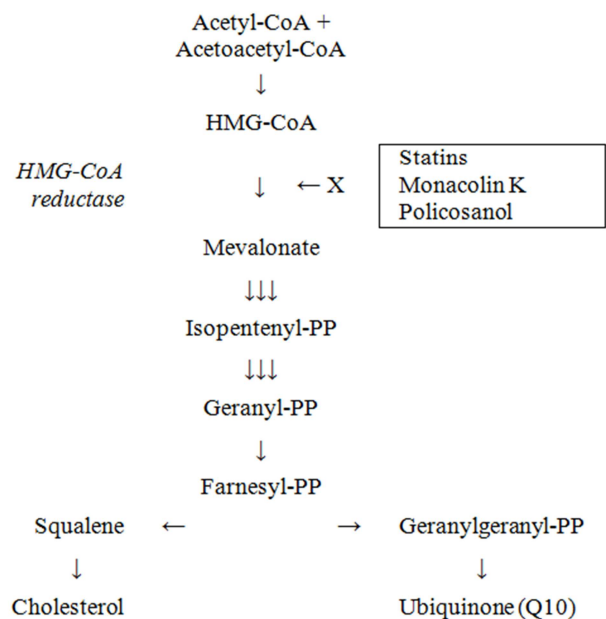 Acetyl-CoA +
Acetoacetyl-CoA
↓
HMG-CoA
HMG-CoA
reductase
↓ ← X
Statins
Monacolin K
Policosanol
Mevalonate
↓↓↓
Isopentenyl-PP
↓↓↓
Geranyl-PP
↓
Farnesyl-PP
Squalene ← → Geranylgeranyl-PP
↓ ↓
Cholesterol Ubiquinone (Q10)